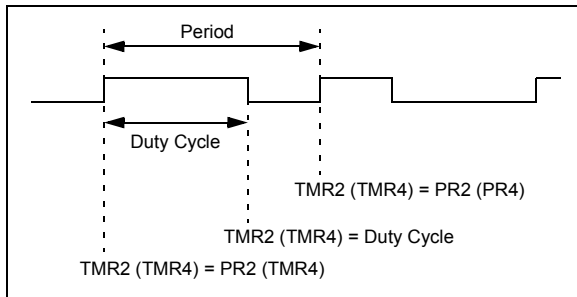 Period
Duty Cycle
TMR2 (TMR4) = PR2 (PR4)
TMR2 (TMR4) = Duty Cycle
TMR2 (TMR4) = PR2 (TMR4)